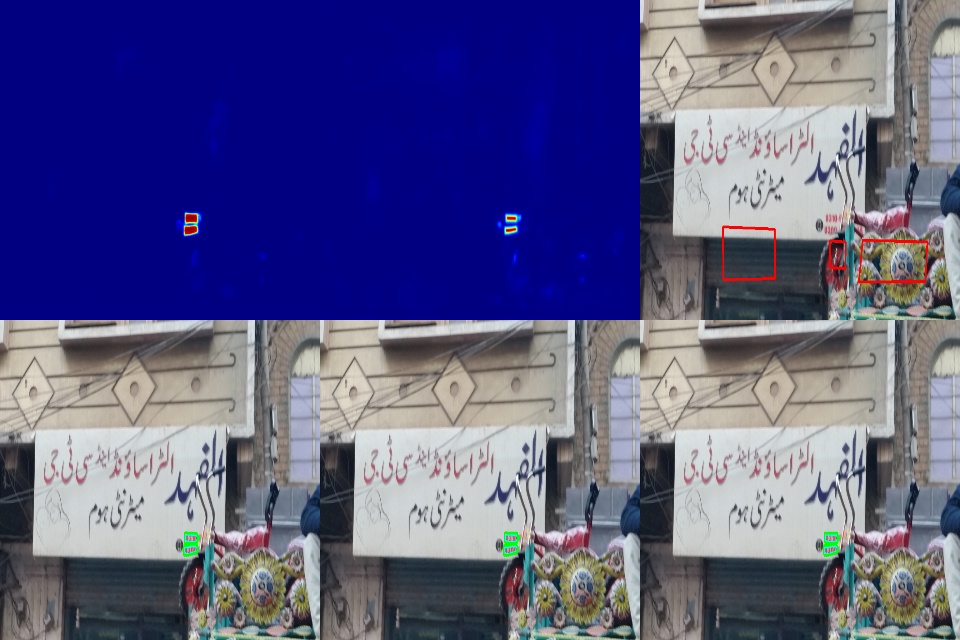 الفہد
الٹراساؤنڈ اینڈ سی ٹی جی
میٹرنٹی ہوم